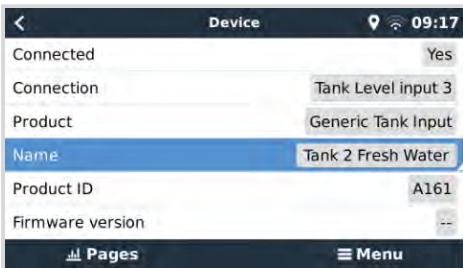 Device 09:17
Connected Yes
Connection Tank Level input 3
Product Generic Tank Input
Name Tank 2 Fresh Water
Product ID A161
Firmware version --
Pages Menu